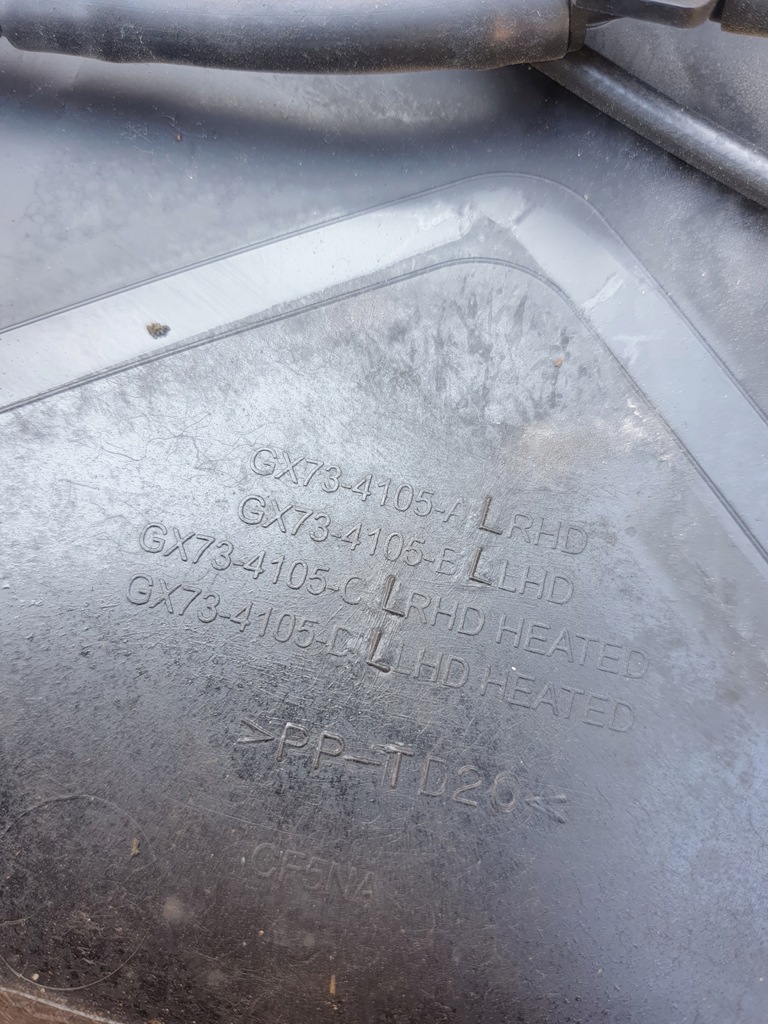 GX73-4105-A L RHD
GX73-4105-B L LHD
GX73-4105-C L RHD HEATED
GX73-4105-D L LHD HEATED
>PP-TD20<
CF5NA